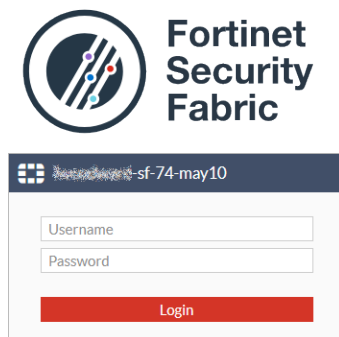 Fortinet
Security
Fabric
-sf-74-may10
Username
Password
Login